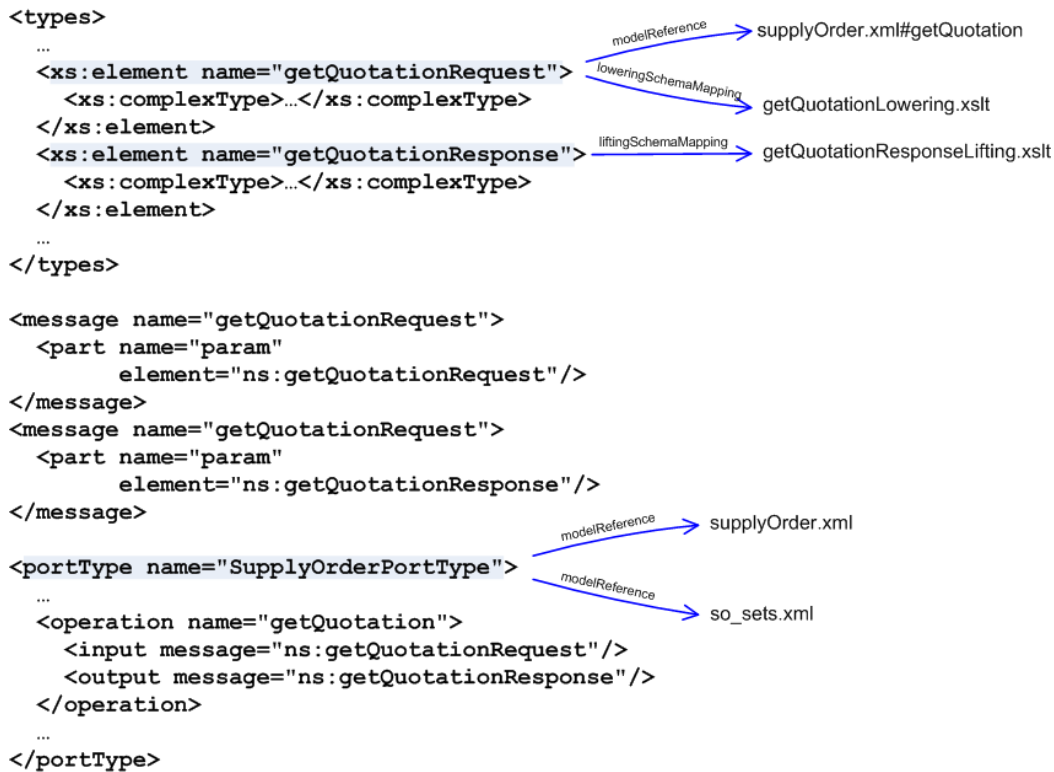 <types>
…
<xs:element name="getQuotationRequest">
modelReference
supplyOrder.xml#getQuotation
loweringSchemaMapping
getQuotationLowering.xslt
<xs:complexType>…</xs:complexType>
</xs:element>
<xs:element name="getQuotationResponse">
liftingSchemaMapping
getQuotationResponseLifting.xslt
<xs:complexType>…</xs:complexType>
</xs:element>
…
</types>
<message name="getQuotationRequest">
<part name="param"
element="ns:getQuotationRequest"/>
</message>
<message name="getQuotationRequest">
<part name="param"
element="ns:getQuotationResponse"/>
</message>
<portType name="SupplyOrderPortType">
modelReference
supplyOrder.xml
modelReference
so_sets.xml
…
<operation name="getQuotation">
<input message="ns:getQuotationRequest"/>
<output message="ns:getQuotationResponse"/>
</operation>
…
</portType>